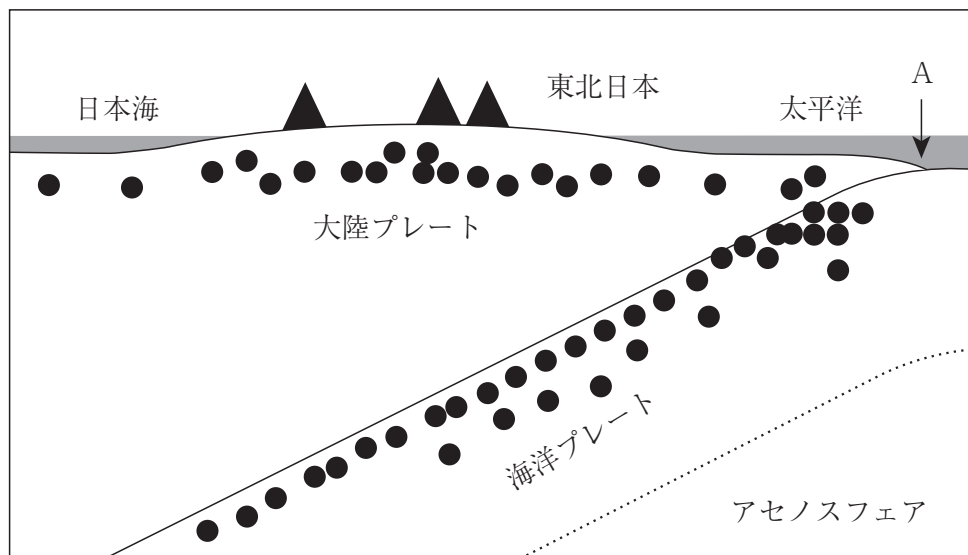 A
東北日本
日本海
太平洋
大陸プレート
海洋プレート
アセノスフェア